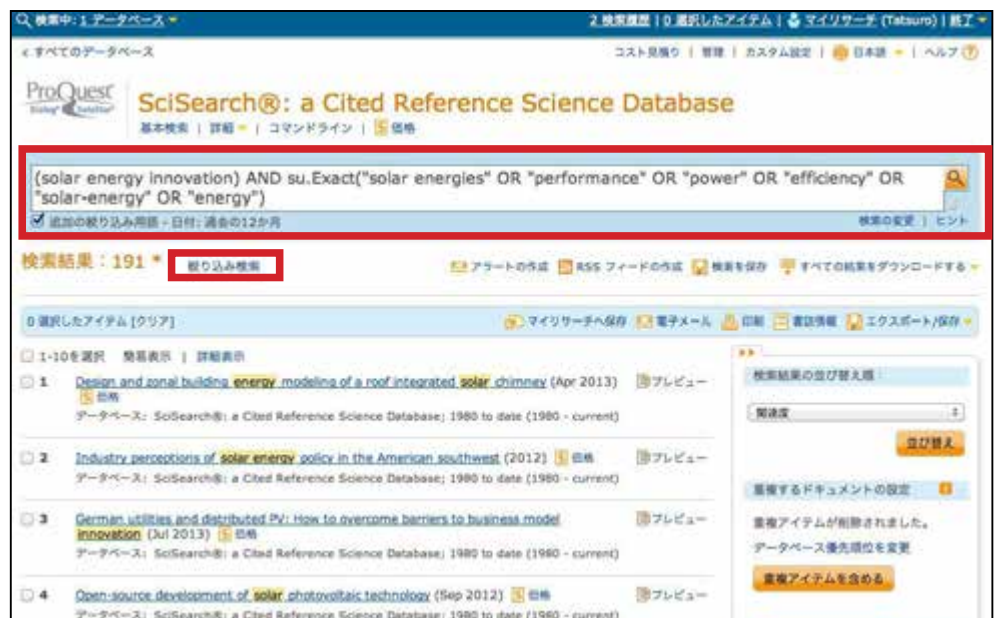 検索中: 1 データベース
2 検索履歴 | 0 選択したアイテム | マイリサーチ (Tatsuro) | 終了
< すべてのデータベース
コスト見積り | 管理 | カスタム設定 | 日本語 | ヘルプ ?
ProQuest
SciSearch®: a Cited Reference Science Database
基本検索 | 詳細 | コマンドライン | $ 価格
(solar energy innovation) AND su.Exact("solar energies" OR "performance" OR "power" OR "efficiency" OR
"solar-energy" OR "energy")
追加の絞り込み用語 - 日付: 過去の12か月
検索の変更 | ヒント
検索結果:191 *
絞り込み検索
アラートの作成 RSS フィードの作成 検索を保存 すべての結果をダウンロードする
0 選択したアイテム [クリア]
マイリサーチへ保存 電子メール 印刷 書誌情報 エクスポート/保存
1-10を選択 簡易表示 | 詳細表示
1 Design and zonal building energy modeling of a roof integrated solar chimney (Apr 2013) プレビュー
$ 価格
データベース: SciSearch®: a Cited Reference Science Database; 1980 to date (1980 - current)
2 Industry perceptions of solar energy policy in the American southwest (2012) $ 価格 プレビュー
データベース: SciSearch®: a Cited Reference Science Database; 1980 to date (1980 - current)
3 German utilities and distributed PV: How to overcome barriers to business model プレビュー
innovation (Jul 2013) $ 価格
データベース: SciSearch®: a Cited Reference Science Database; 1980 to date (1980 - current)
4 Open-source development of solar photovoltaic technology (Sep 2012) $ 価格 プレビュー
データベース: SciSearch®: a Cited Reference Science Database; 1980 to date (1980 - current)
検索結果の並び替え順:
関連度
並び替え
重複するドキュメントの設定
重複アイテムが削除されました。
データベース優先順位を変更
重複アイテムを含める